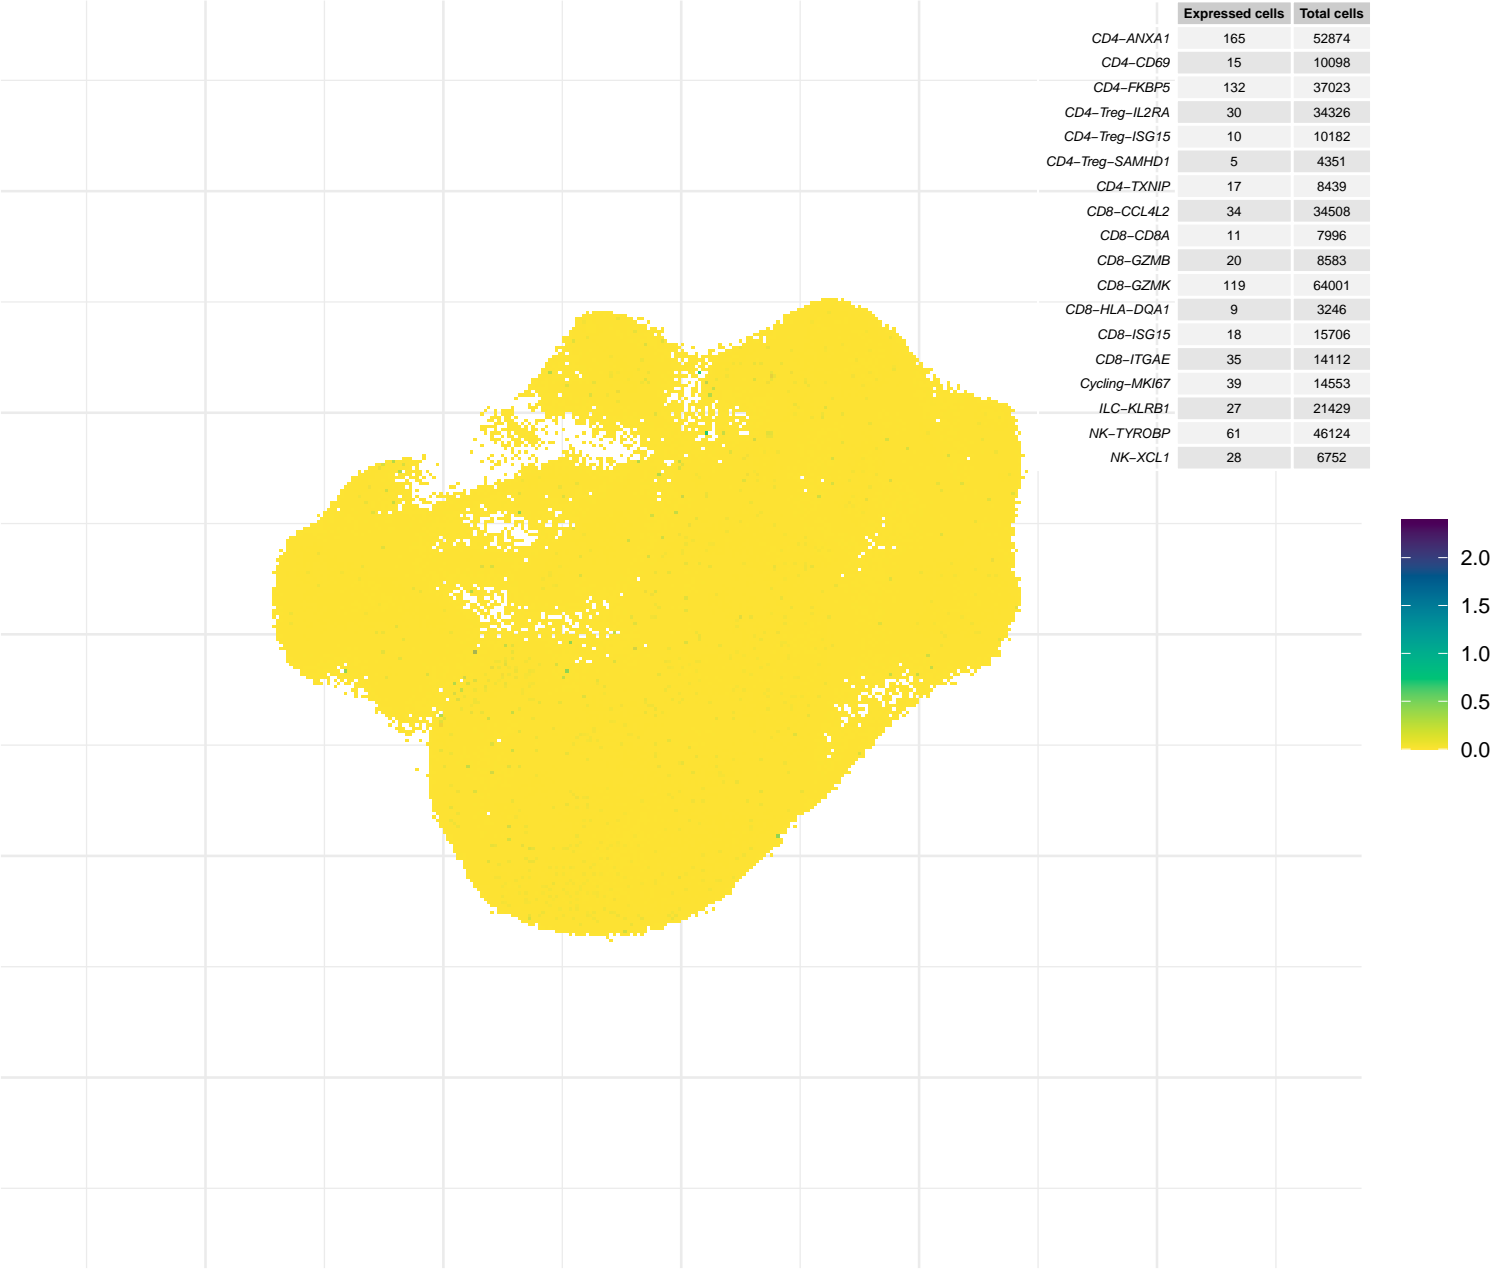 Expressed cells Total cells
CD4−ANXA1 165 52874
CD4−CD69 15 10098
CD4−FKBP5 132 37023
CD4−Treg−IL2RA 30 34326
CD4−Treg−ISG15 10 10182
CD4−Treg−SAMHD1 5 4351
CD4−TXNIP 17 8439
CD8−CCL4L2 34 34508
CD8−CD8A 11 7996
CD8−GZMB 20 8583
CD8−GZMK 119 64001
CD8−HLA−DQA1 9 3246
CD8−ISG15 18 15706
CD8−ITGAE 35 14112
Cycling−MKI67 39 14553
ILC−KLRB1 27 21429
NK−TYROBP 61 46124
NK−XCL1 28 6752
2.0
1.5
1.0
0.5
0.0